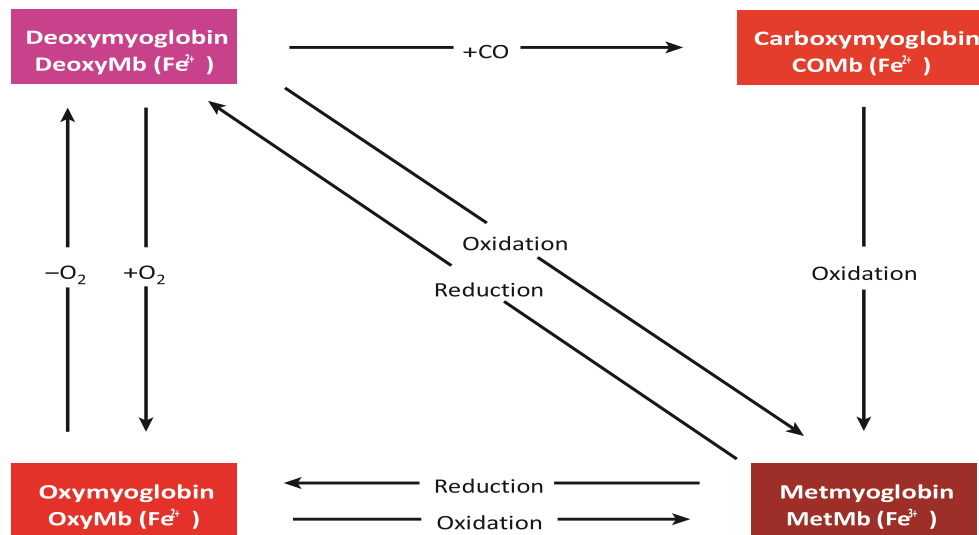 Deoxymyoglobin
DeoxyMb (Fe²⁺ )
+CO
Carboxymyoglobin
COMb (Fe²⁺ )
Oxidation
Reduction
–O₂
+O₂
Oxidation
Oxymyoglobin
OxyMb (Fe²⁺ )
Reduction
Oxidation
Metmyoglobin
MetMb (Fe³⁺ )